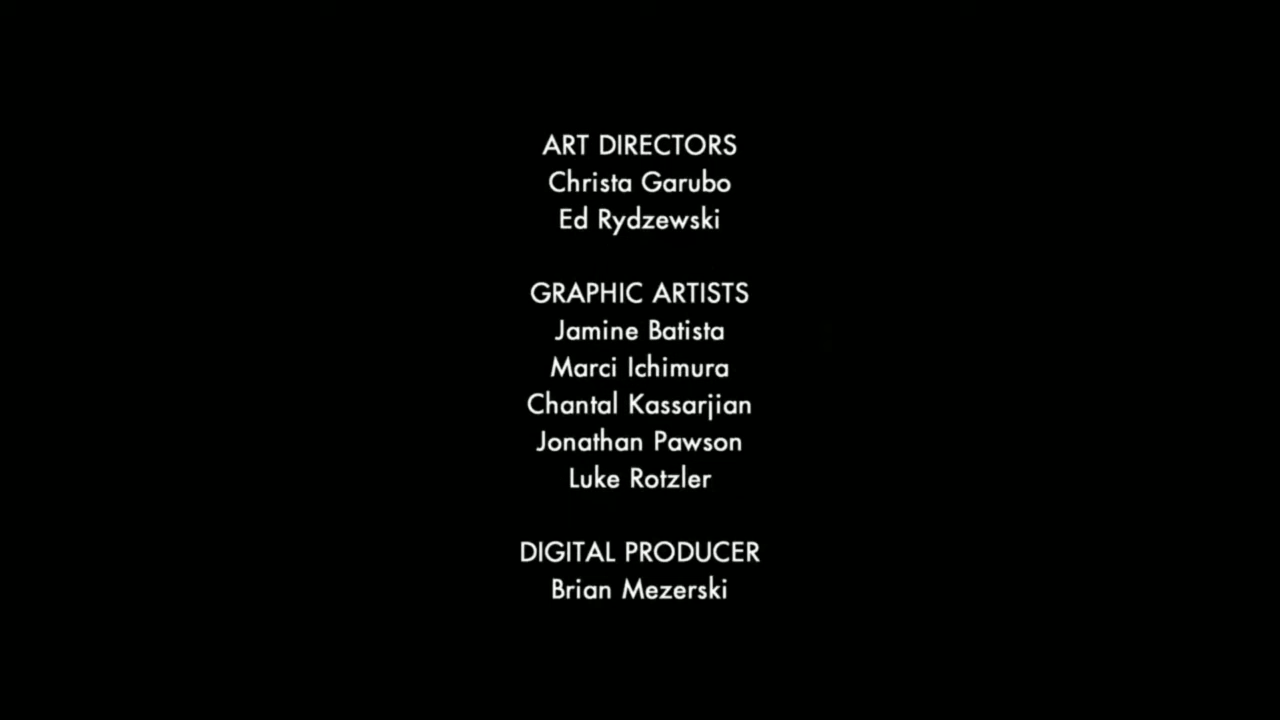 ART DIRECTORS
Christa Garubo
Ed Rydzewski
GRAPHIC ARTISTS
Jamine Batista
Marci Ichimura
Chantal Kassarjian
Jonathan Pawson
Luke Rotzler
DIGITAL PRODUCER
Brian Mezerski